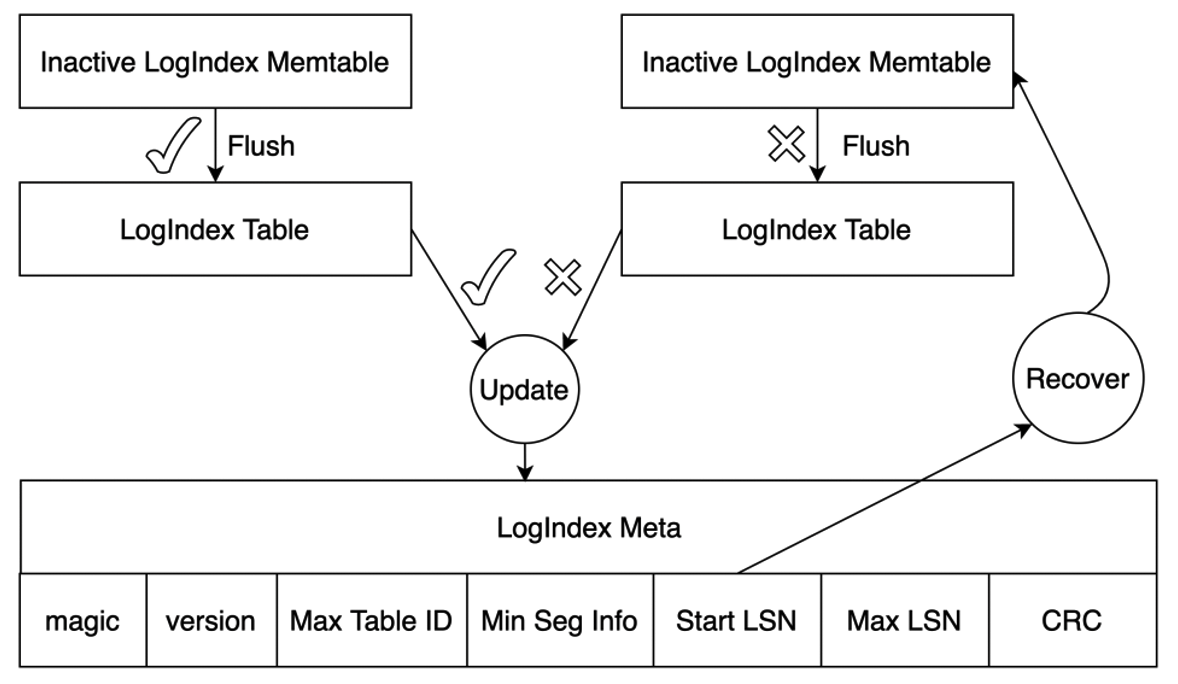 Inactive LogIndex Memtable
Inactive LogIndex Memtable
Flush
Flush
LogIndex Table
LogIndex Table
Update
Recover
LogIndex Meta
magic
version
Max Table ID
Min Seg Info
Start LSN
Max LSN
CRC